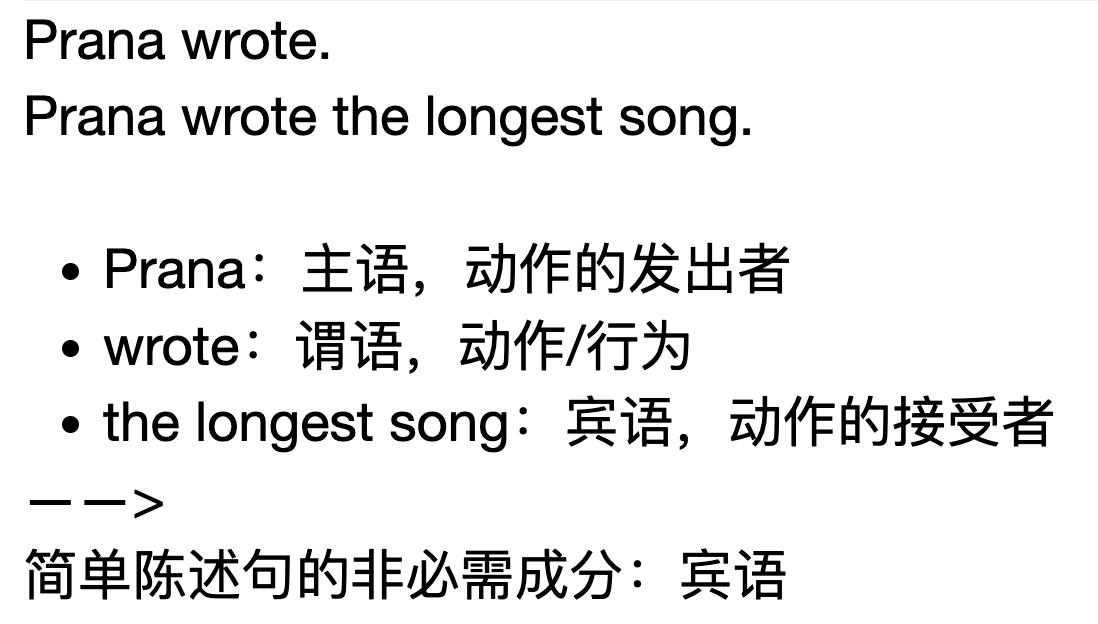 Prana wrote.
Prana wrote the longest song.
• Prana：主语，动作的发出者
• wrote：谓语，动作/行为
• the longest song：宾语，动作的接受者
——>
简单陈述句的非必需成分：宾语